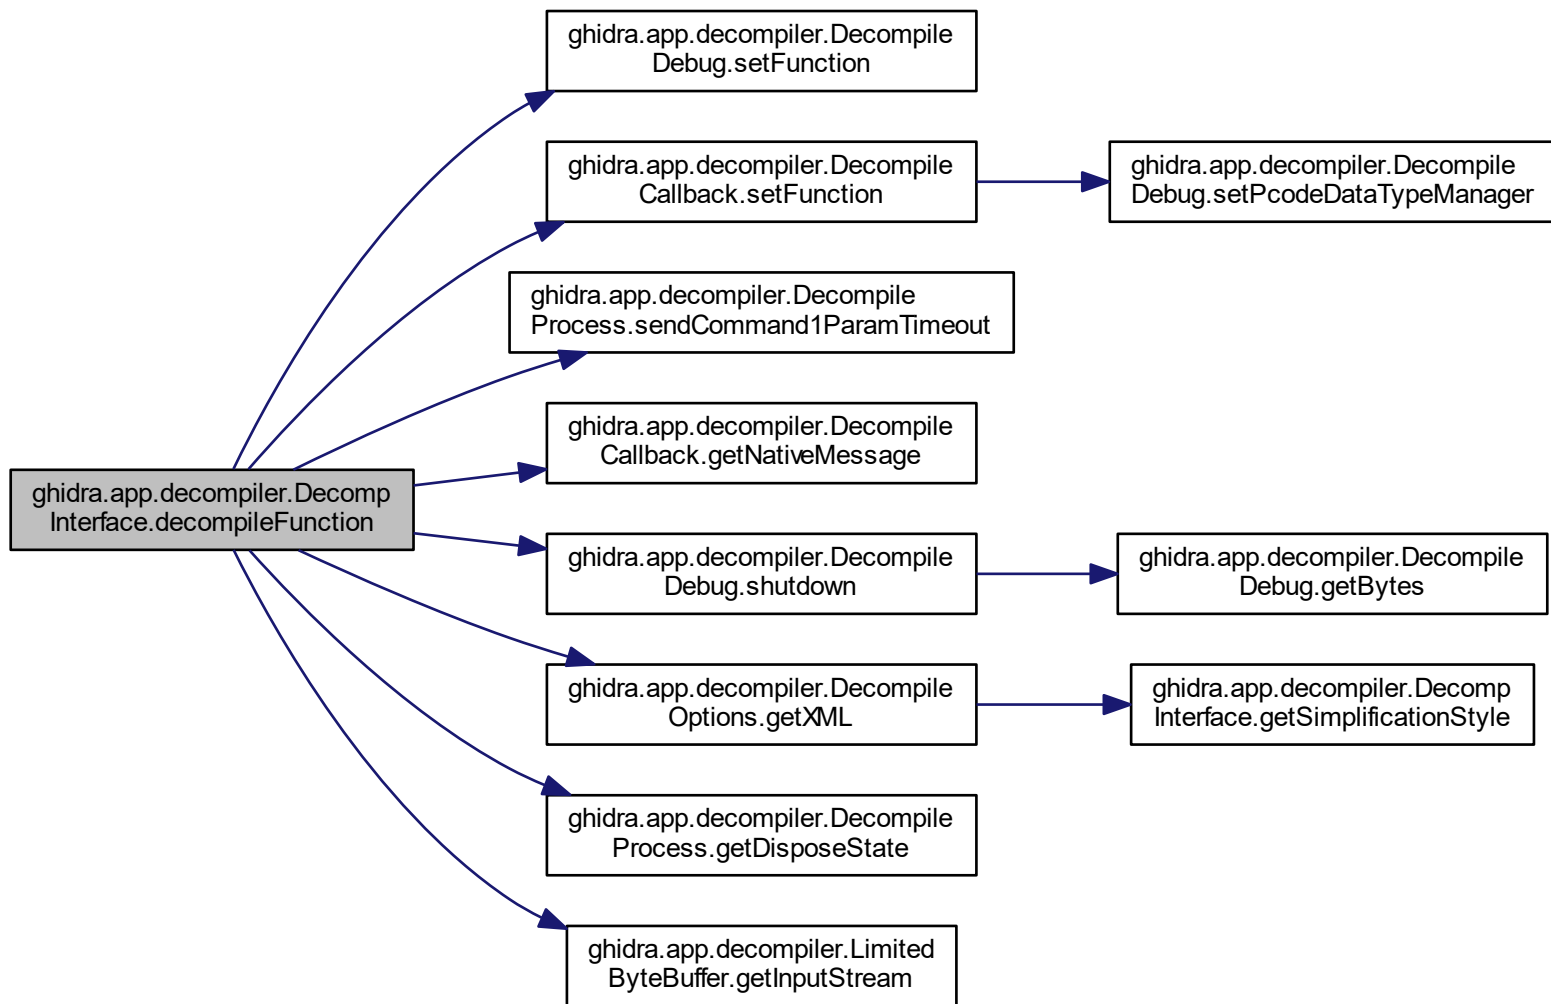 ghidra.app.decompiler.Decompile
Debug.setFunction
ghidra.app.decompiler.Decompile
Callback.setFunction
ghidra.app.decompiler.Decompile
Debug.setPcodeDataTypeManager
ghidra.app.decompiler.Decompile
Process.sendCommand1ParamTimeout
ghidra.app.decompiler.Decompile
Callback.getNativeMessage
ghidra.app.decompiler.Decomp
Interface.decompileFunction
ghidra.app.decompiler.Decompile
Debug.shutdown
ghidra.app.decompiler.Decompile
Debug.getBytes
ghidra.app.decompiler.Decompile
Options.getXML
ghidra.app.decompiler.Decomp
Interface.getSimplificationStyle
ghidra.app.decompiler.Decompile
Process.getDisposeState
ghidra.app.decompiler.Limited
ByteBuffer.getInputStream